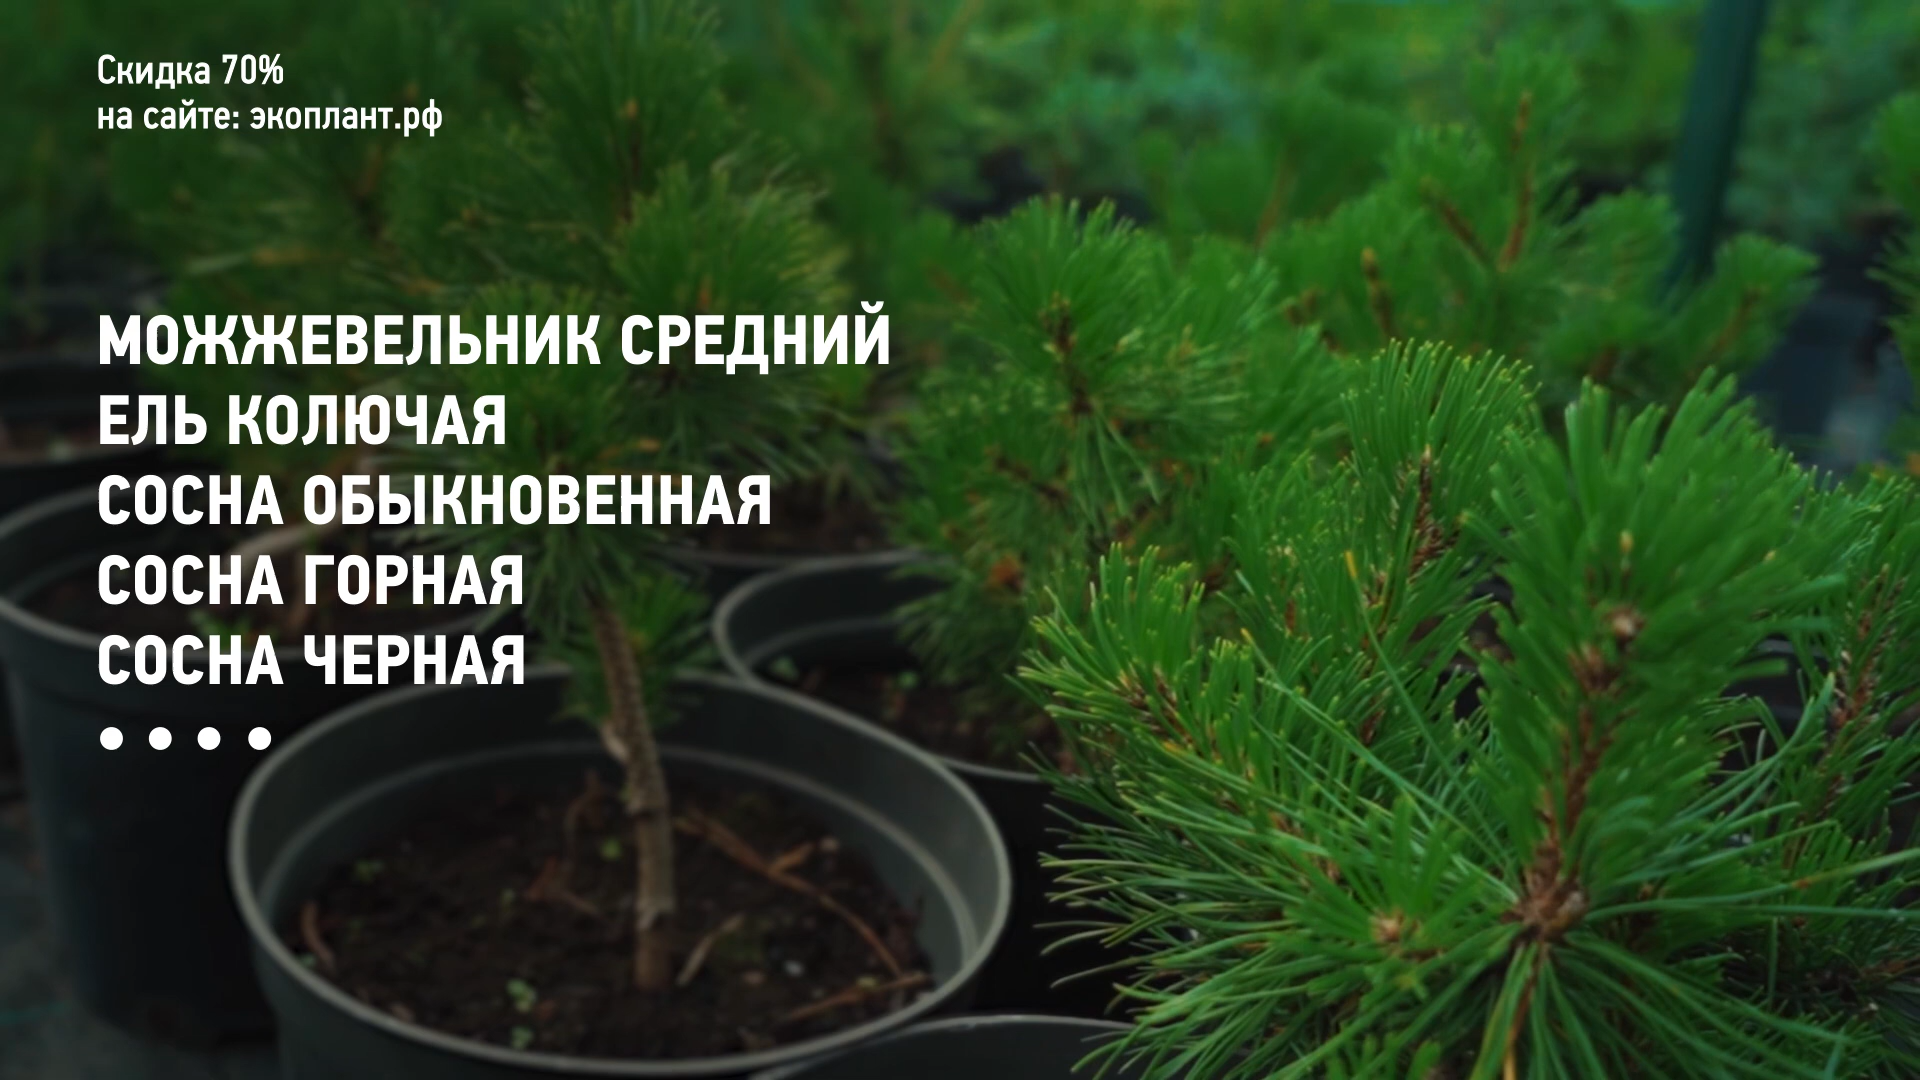 Скидка 70%
на сайте: экоплант.рф
МОЖЖЕВЕЛЬНИК СРЕДНИЙ
ЕЛЬ КОЛЮЧАЯ
СОСНА ОБЫКНОВЕННАЯ
СОСНА ГОРНАЯ
СОСНА ЧЕРНАЯ
• • • •